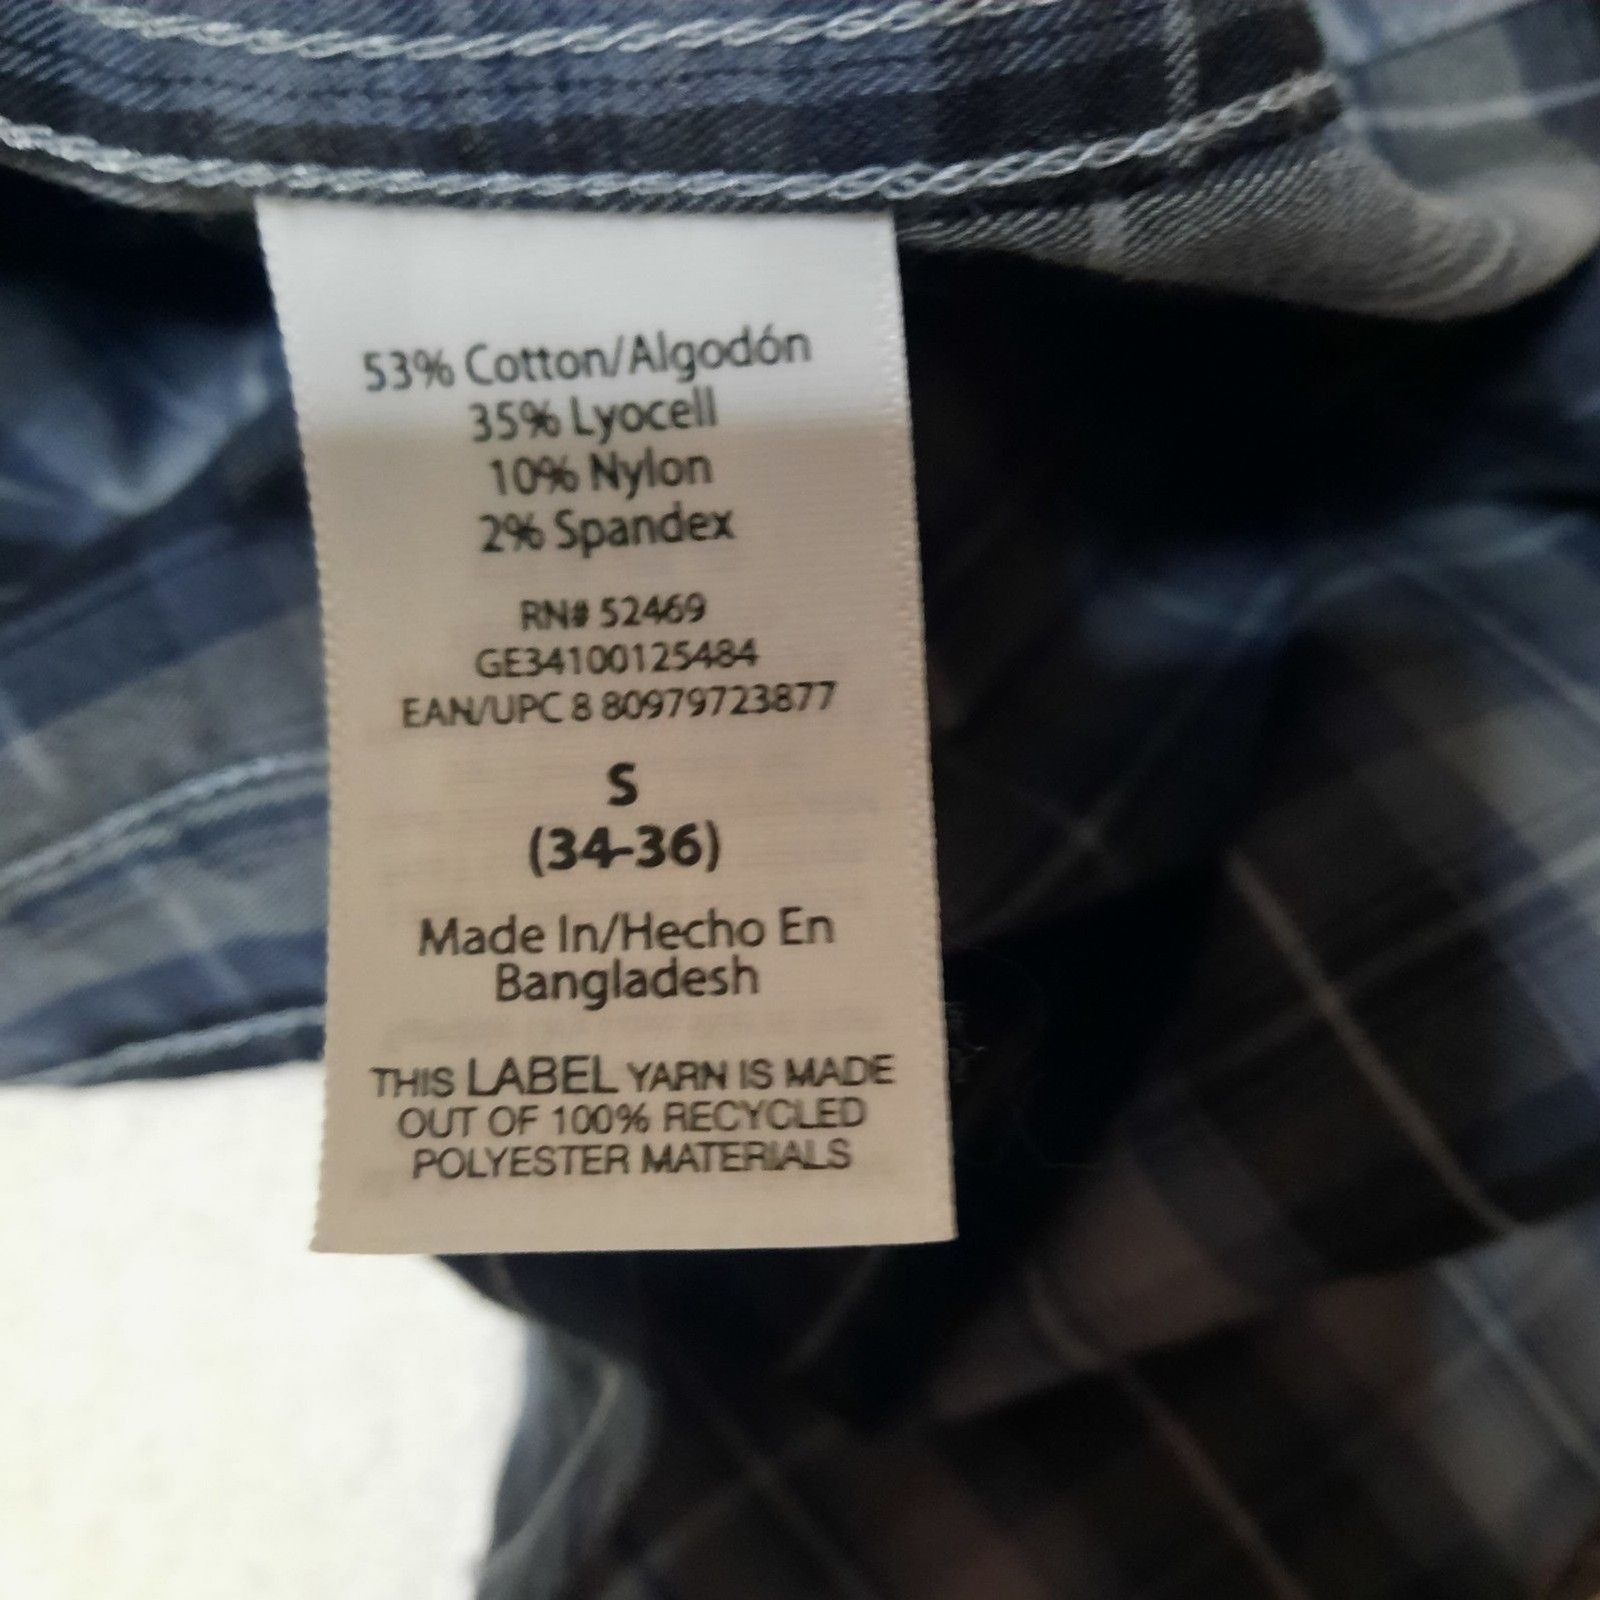 53% Cotton/Algodón
35% Lyocell
10% Nylon
2% Spandex
RN# 52469
GE34100125484
EAN/UPC 8 80979723877
S
(34-36)
Made In/Hecho En
Bangladesh
THIS LABEL YARN IS MADE
OUT OF 100% RECYCLED
POLYESTER MATERIALS